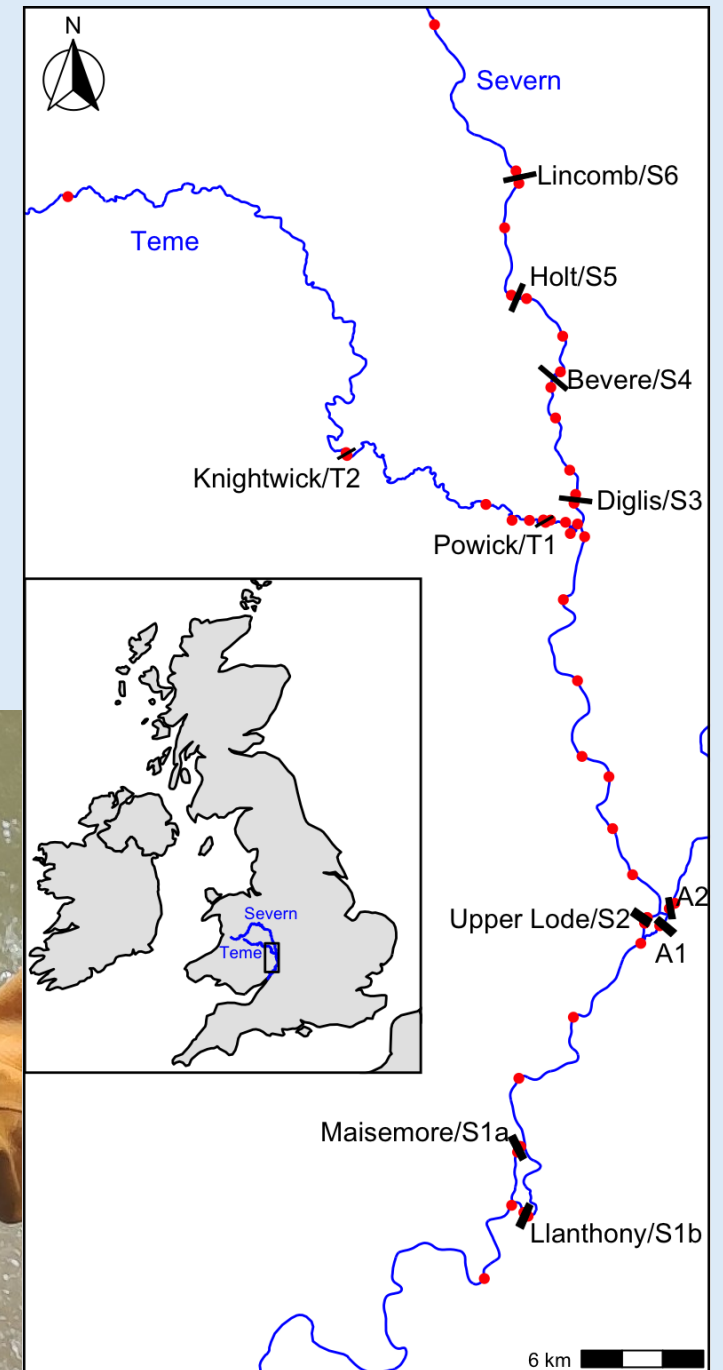 N
Severn
Lincomb/S6
Teme
Holt/S5
Bevere/S4
Knightwick/T2
Diglis/S3
Powick/T1
Severn
Teme
A2
Upper Lode/S2
A1
Maisemore/S1a
Llanthony/S1b
6 km